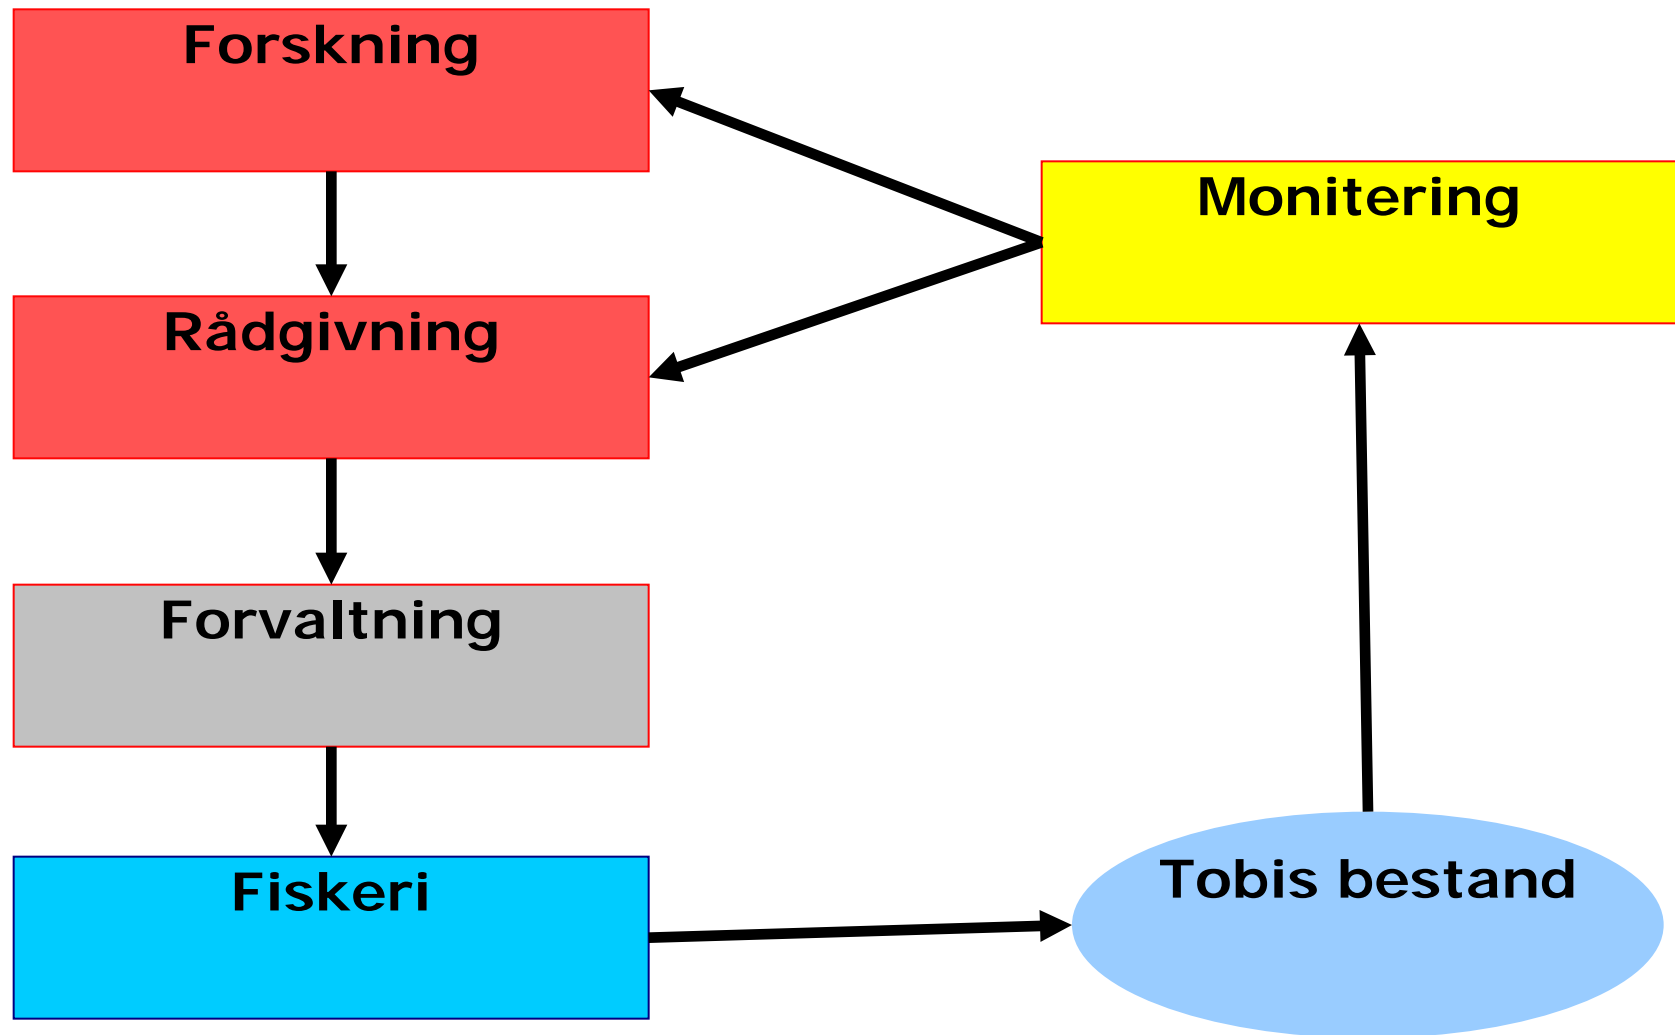 Forskning
Monitering
Rådgivning
Forvaltning
Fiskeri
Tobis bestand